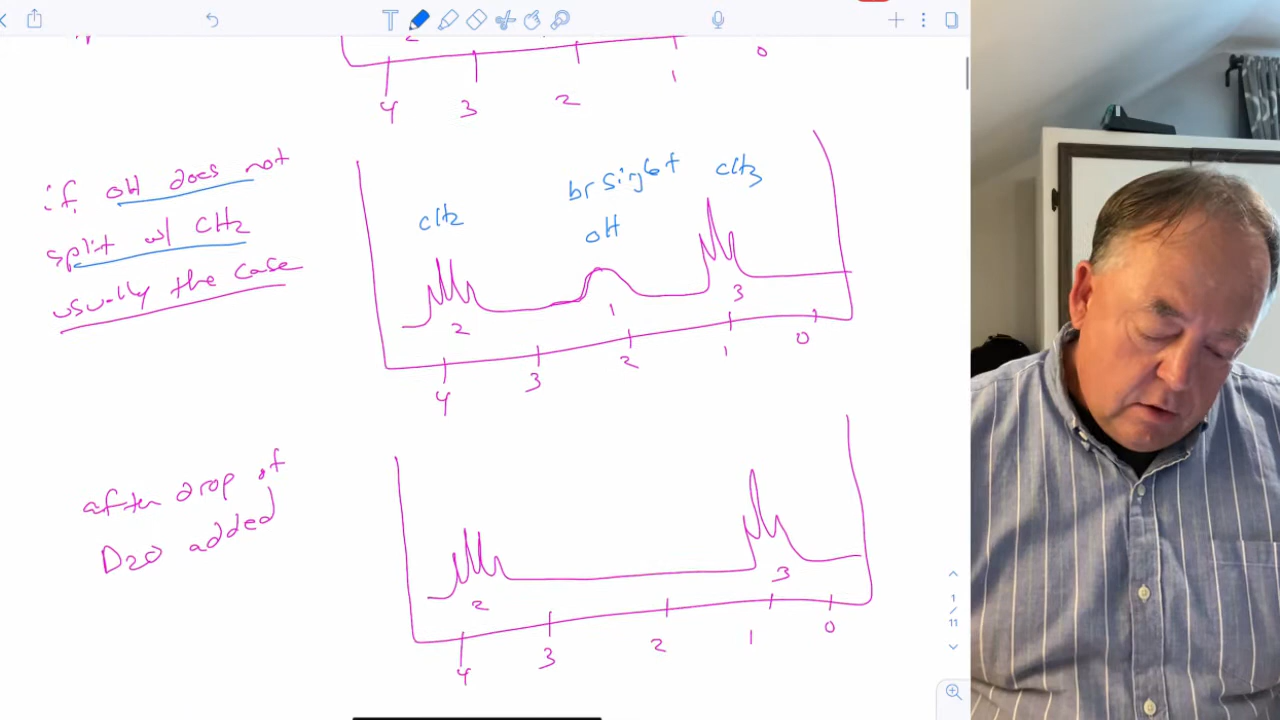 4 3 2 1 0
if OH does not
split w/ CH2
usually the case
CH2
br singlet
OH
CH3
2 1 3
4 3 2 1 0
after drop of
D2O added
2 3
4 3 2 1 0
1
/
11